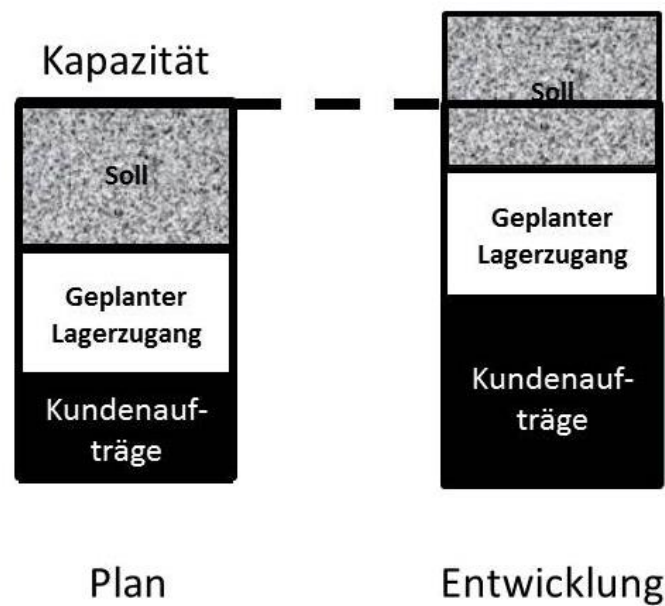 Kapazität
Soll
Geplanter
Lagerzugang
Kundenauf-
träge
Plan
Soll
Geplanter
Lagerzugang
Kundenauf-
träge
Entwicklung